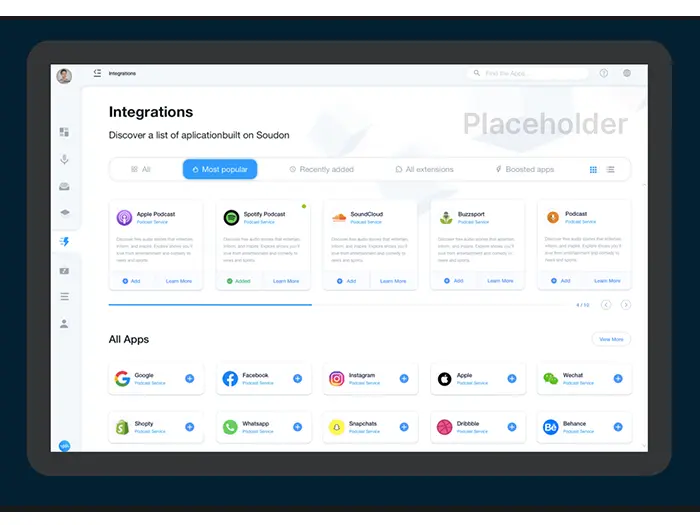 Integrations
Find the Apps...
Integrations
Discover a list of aplicationbuilt on Soudon
Placeholder
All
Most popular
Recently added
All extensions
Boosted apps
Apple Podcast
Podcast Service
Discover free audio stories that entertain,
inform, and inspire. Explore shows you'll
love from entertainment and comedy to
news and sports.
Add
Learn More
Spotify Podcast
Podcast Service
Discover free audio stories that entertain,
inform, and inspire. Explore shows you'll
love from entertainment and comedy to
news and sports.
Added
Learn More
SoundCloud
Podcast Service
Discover free audio stories that entertain,
inform, and inspire. Explore shows you'll
love from entertainment and comedy to
news and sports.
Add
Learn More
Buzzsport
Podcast Service
Discover free audio stories that entertain,
inform, and inspire. Explore shows you'll
love from entertainment and comedy to
news and sports.
Add
Learn More
Podcast
Podcast Service
Discover free audio stories that entertain,
inform, and inspire. Explore shows you'll
love from entertainment and comedy to
news and sports.
Add
Learn More
4 / 10
All Apps
View More
Google
Podcast Service
Facebook
Podcast Service
Instagram
Podcast Service
Apple
Podcast Service
Wechat
Podcast Service
Shopty
Podcast Service
Whatsapp
Podcast Service
Snapchats
Podcast Service
Dribbble
Podcast Service
Bē
Behance
Podcast Service